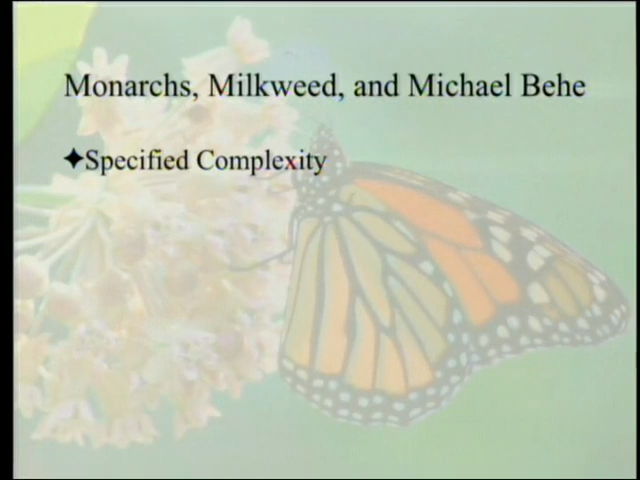 Monarchs, Milkweed, and Michael Behe
✦Specified Complexity